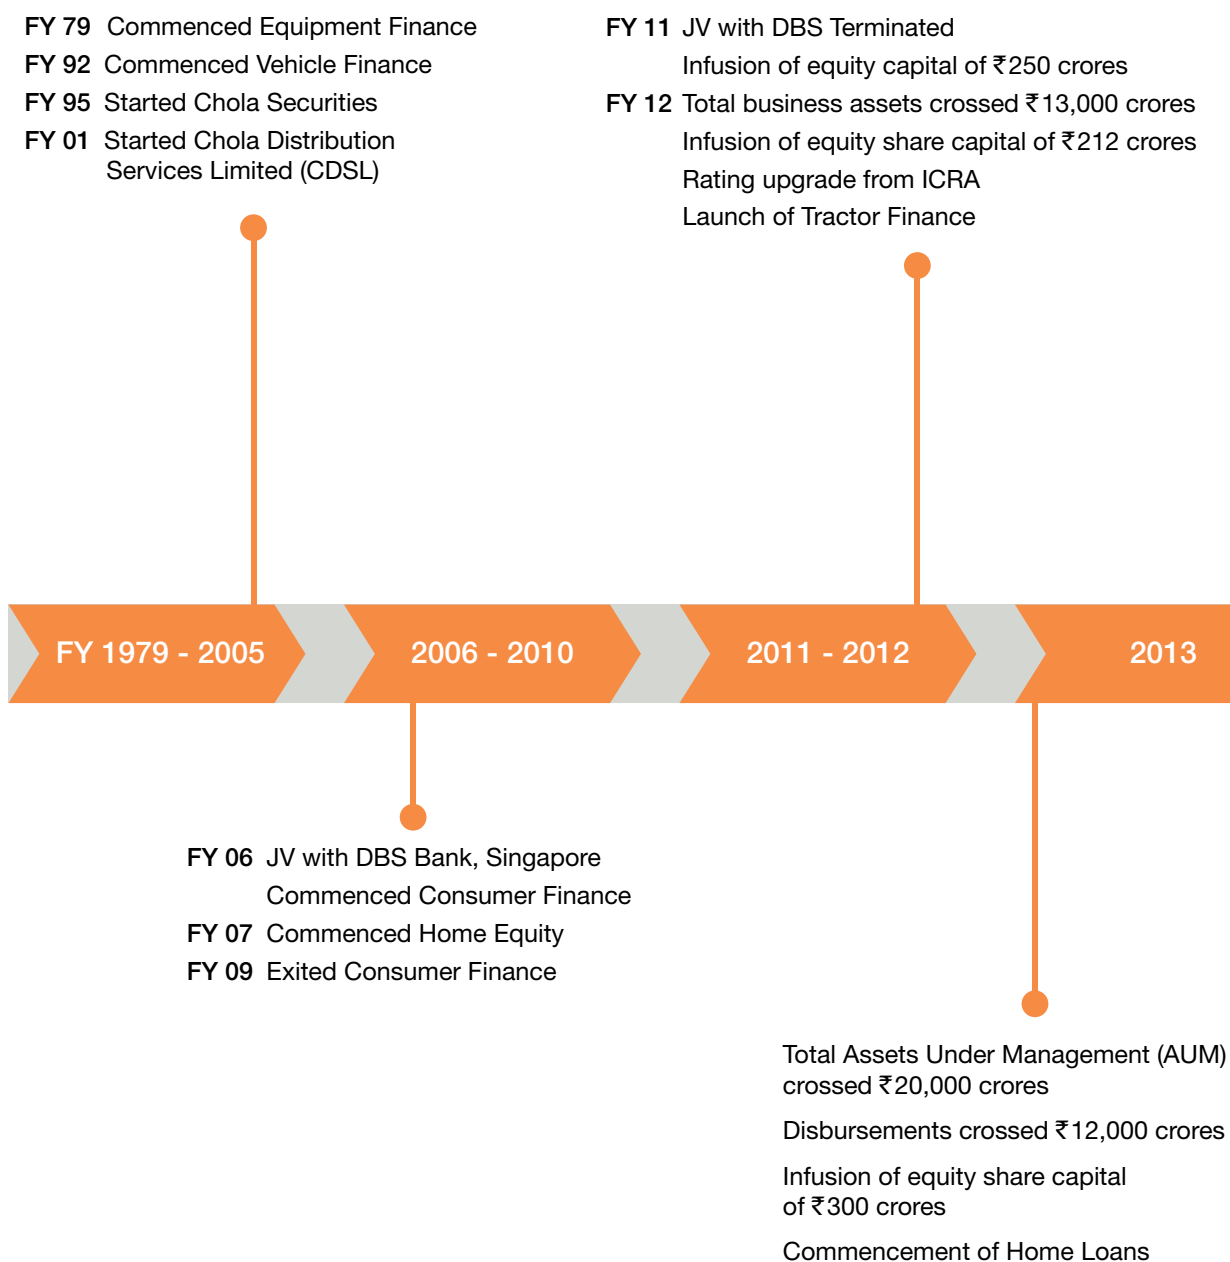 FY 79 Commenced Equipment Finance
FY 92 Commenced Vehicle Finance
FY 95 Started Chola Securities
FY 01 Started Chola Distribution
Services Limited (CDSL)
FY 11 JV with DBS Terminated
Infusion of equity capital of ₹250 crores
FY 12 Total business assets crossed ₹13,000 crores
Infusion of equity share capital of ₹212 crores
Rating upgrade from ICRA
Launch of Tractor Finance
FY 1979 - 2005
2006 - 2010
2011 - 2012
2013
FY 06 JV with DBS Bank, Singapore
Commenced Consumer Finance
FY 07 Commenced Home Equity
FY 09 Exited Consumer Finance
Total Assets Under Management (AUM)
crossed ₹20,000 crores
Disbursements crossed ₹12,000 crores
Infusion of equity share capital
of ₹300 crores
Commencement of Home Loans